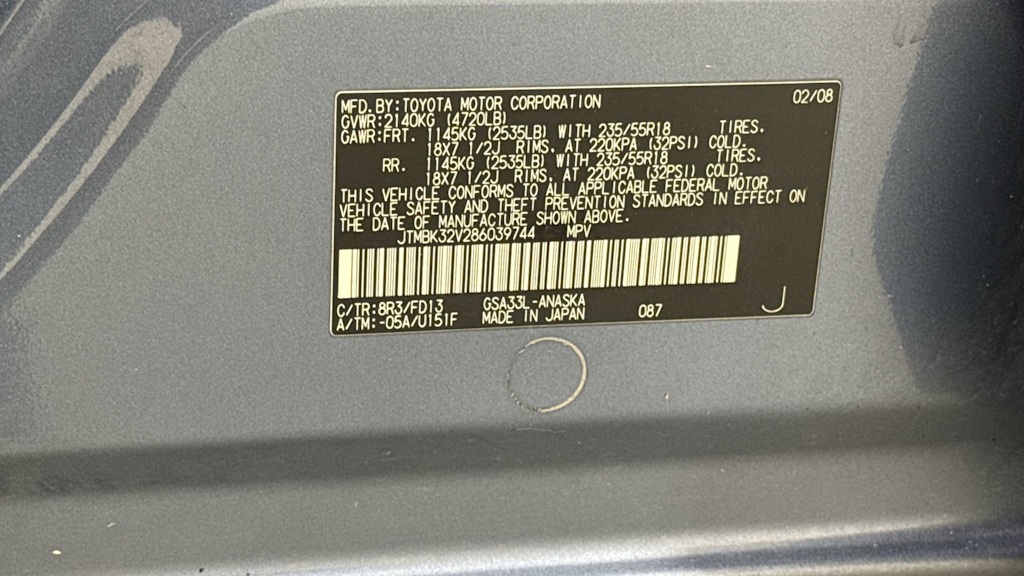 MFD. BY: TOYOTA MOTOR CORPORATION 02/08
GVWR: 2140KG (4720LB)
GAWR: FRT. 1145KG (2535LB) WITH 235/55R18 TIRES.
18X7 1/2J RIMS. AT 220KPA (32PSI) COLD.
RR. 1145KG (2535LB) WITH 235/55R18 TIRES.
18X7 1/2J RIMS. AT 220KPA (32PSI) COLD.
THIS VEHICLE CONFORMS TO ALL APPLICABLE FEDERAL MOTOR
VEHICLE SAFETY AND THEFT PREVENTION STANDARDS IN EFFECT ON
THE DATE OF MANUFACTURE SHOWN ABOVE.
JTMBK32V286039744 MPV
C/TR: 8R3/FD13 GSA33L-ANASKA
A/TM: -05A/U151F MADE IN JAPAN 087 J